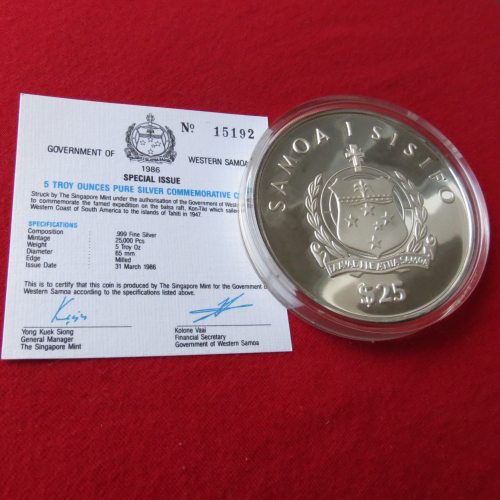 Nº 15192
GOVERNMENT OF WESTERN SAMOA
1986
SPECIAL ISSUE
5 TROY OUNCES PURE SILVER COMMEMORATIVE
Struck by The Singapore Mint under the authorisation of the Government of Western
to commemorate the famed expedition on the balsa raft, Kon-Tiki which sailed
Western Coast of South America to the islands of Tahiti in 1947.
SPECIFICATIONS
Composition .999 Fine Silver
Mintage 25,000 Pcs
Weight 5 Troy Oz
Diameter 65 mm
Edge Milled
Issue Date 31 March 1986.
This is to certify that this coin is produced by The Singapore Mint for the Government
Western Samoa according to the specifications listed above.
Yong Kuek Siong
General Manager
The Singapore Mint
Kolone Vaai
Financial Secretary
Government of Western Samoa
SAMOA I SISIFO
FAAVAE I LE ATUA SAMOA
$25